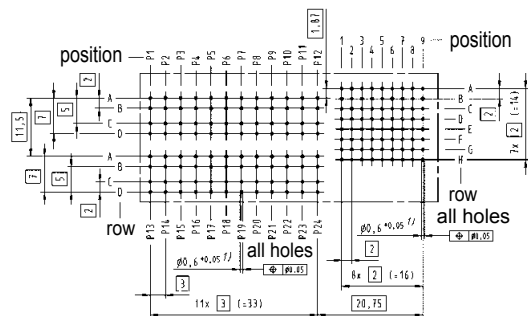 position
P1 P2 P3 P4 P5 P6 P7 P8 P9 P10 P11 P12
1.87
1 2 3 4 5 6 7 8 9
position
2
5
7
11,5
A
B
C
D
A
B
C
D
7
5
2
A
B
C
D
E
F
G
H
2
7x 2 (=14)
row
P13 P14 P15 P16 P17 P18 P19 P20 P21 P22 P23 P24
row
all holes
Ø0,6 +0,05 1)
⌖ Ø0.05
all holes
Ø0,6 +0,05 1)
⌖ Ø0.05
3
11x 3 (=33)
2
8x 2 (=16)
20,75